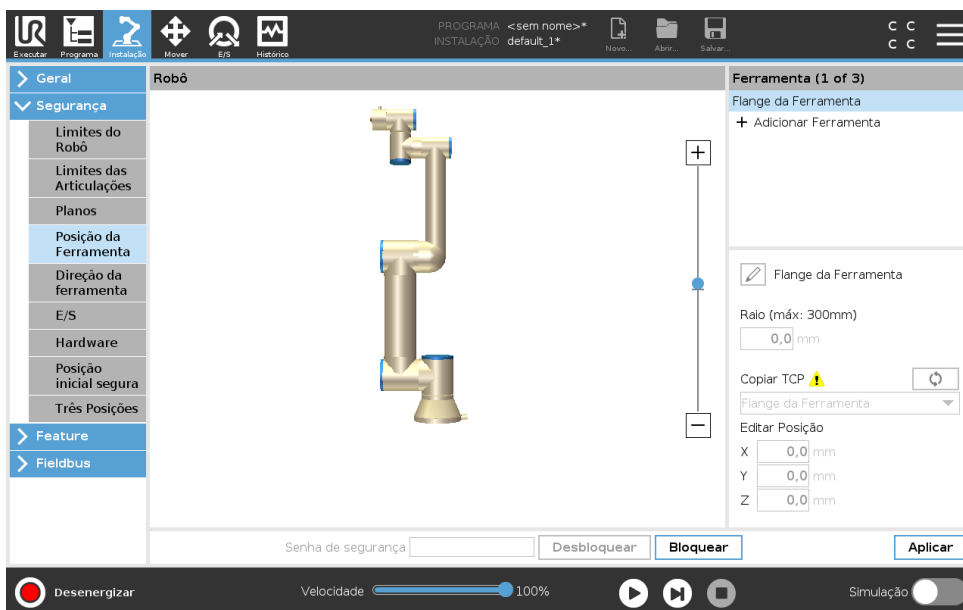 UR
Executar
Programa
Instalação
Mover
E/S
Histórico
PROGRAMA <sem nome>*
INSTALAÇÃO default_1*
Novo...
Abrir...
Salvar...
C C
C C
Geral
Segurança
Limites do
Robô
Limites das
Articulações
Planos
Posição da
Ferramenta
Direção da
ferramenta
E/S
Hardware
Posição
inicial segura
Três Posições
Feature
Fieldbus
Robô
Ferramenta (1 of 3)
Flange da Ferramenta
+ Adicionar Ferramenta
Flange da Ferramenta
Raio (máx: 300mm)
0,0 mm
Copiar TCP
Flange da Ferramenta
Editar Posição
X 0,0 mm
Y 0,0 mm
Z 0,0 mm
Senha de segurança Desbloquear Bloquear Aplicar
Desenergizar Velocidade 100% Simulação